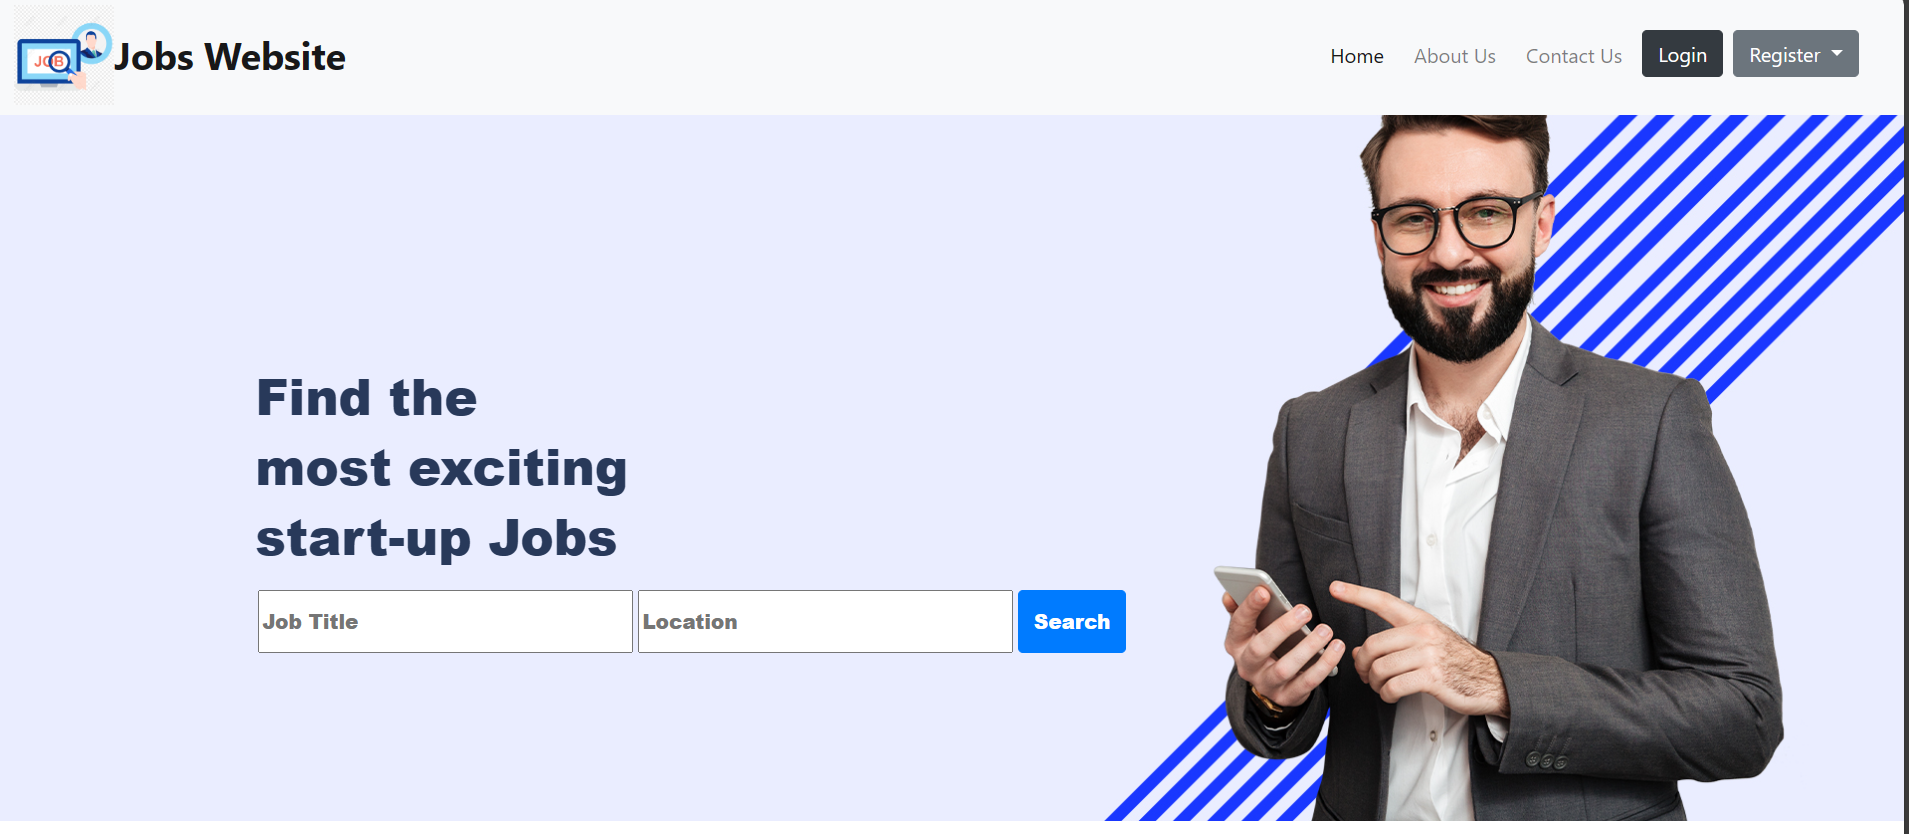 JOB
Jobs Website
Home
About Us
Contact Us
Login
Register
Find the
most exciting
start-up Jobs
Job Title
Location
Search